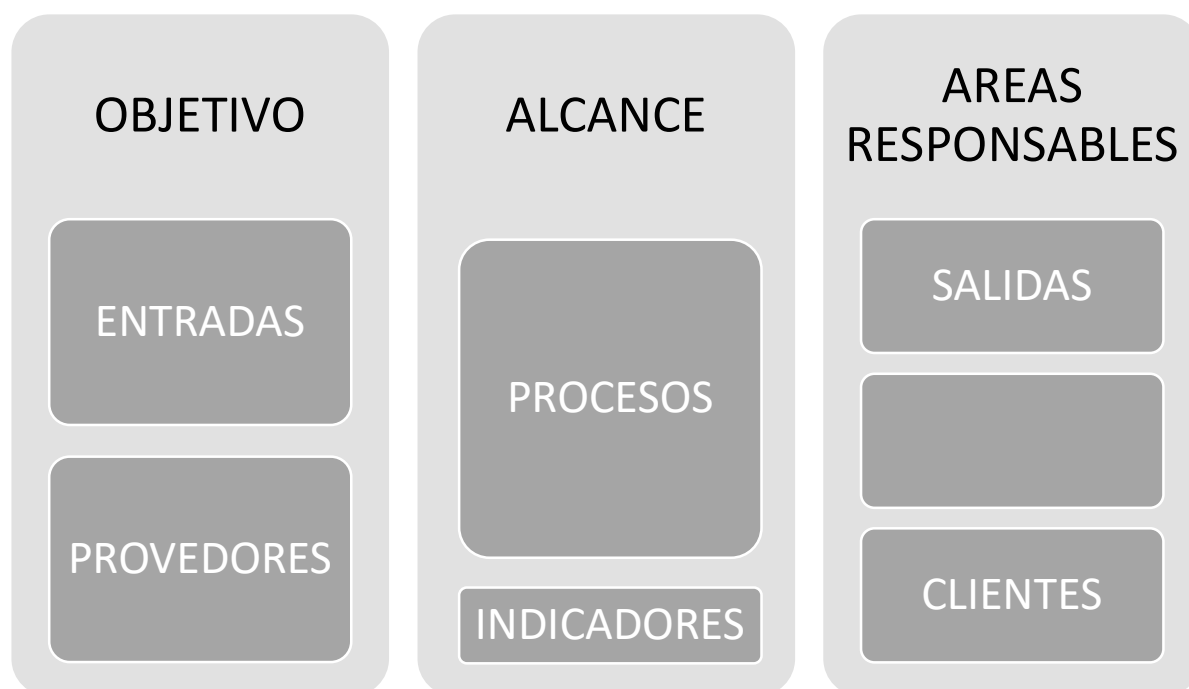 OBJETIVO
ENTRADAS
PROVEDORES
ALCANCE
PROCESOS
INDICADORES
AREAS
RESPONSABLES
SALIDAS
CLIENTES